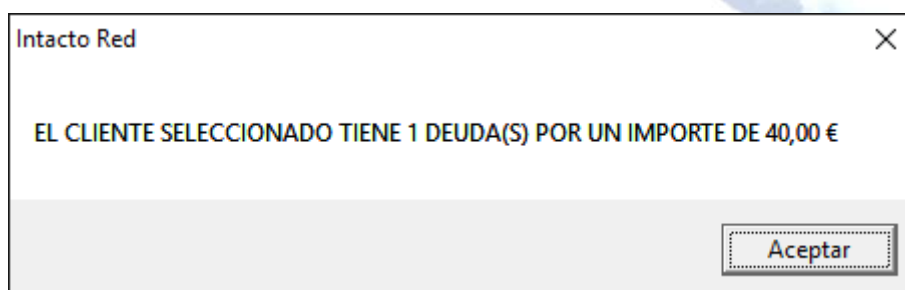 Intacto Red
EL CLIENTE SELECCIONADO TIENE 1 DEUDA(S) POR UN IMPORTE DE 40,00 €
Aceptar